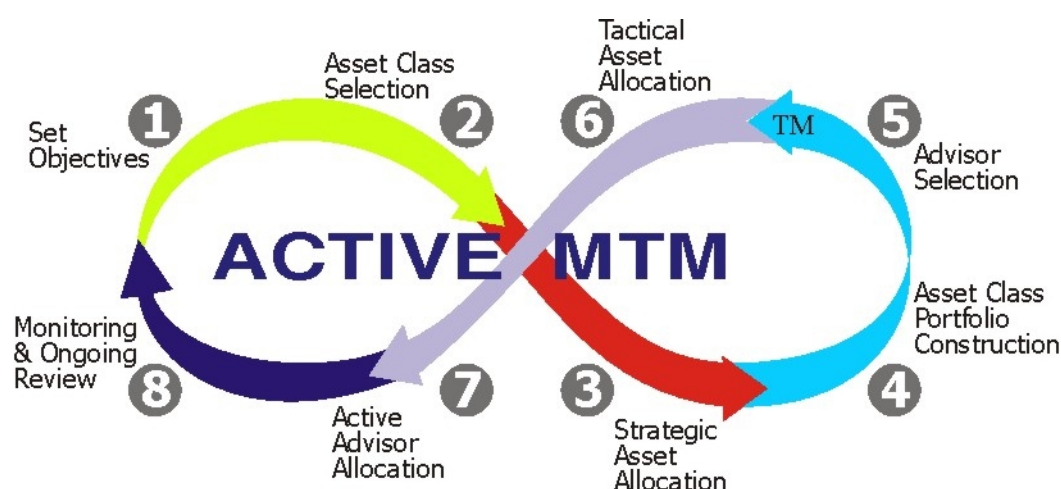 1
Set
Objectives
Asset Class
Selection
2
3
Strategic
Asset
Allocation
4
Asset Class
Portfolio
Construction
5
Advisor
Selection
TM
6
Tactical
Asset
Allocation
7
Active
Advisor
Allocation
8
Monitoring
& Ongoing
Review
ACTIVE MTM